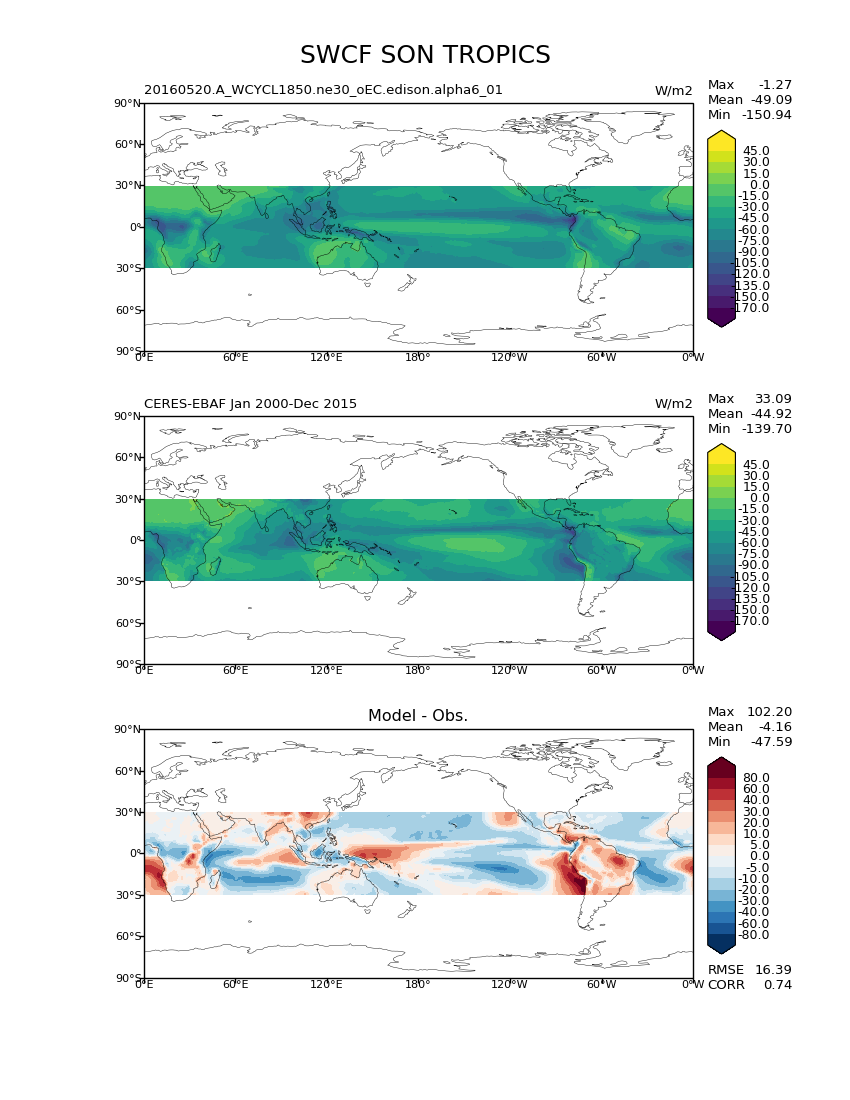 SWCF SON TROPICS
20160520.A_WCYCL1850.ne30_oEC.edison.alpha6_01 W/m2
Max -1.27
Mean -49.09
Min -150.94
90°N
60°N
30°N
0°
30°S
60°S
90°S
0°E 60°E 120°E 180° 120°W 60°W 0°W
45.0
30.0
15.0
0.0
-15.0
-30.0
-45.0
-60.0
-75.0
-90.0
-105.0
-120.0
-135.0
-150.0
-170.0
CERES-EBAF Jan 2000-Dec 2015 W/m2
Max 33.09
Mean -44.92
Min -139.70
90°N
60°N
30°N
0°
30°S
60°S
90°S
0°E 60°E 120°E 180° 120°W 60°W 0°W
45.0
30.0
15.0
0.0
-15.0
-30.0
-45.0
-60.0
-75.0
-90.0
-105.0
-120.0
-135.0
-150.0
-170.0
Model - Obs.
Max 102.20
Mean -4.16
Min -47.59
90°N
60°N
30°N
0°
30°S
60°S
90°S
0°E 60°E 120°E 180° 120°W 60°W 0°W
80.0
60.0
40.0
30.0
20.0
10.0
5.0
0.0
-5.0
-10.0
-20.0
-30.0
-40.0
-60.0
-80.0
RMSE 16.39
CORR 0.74